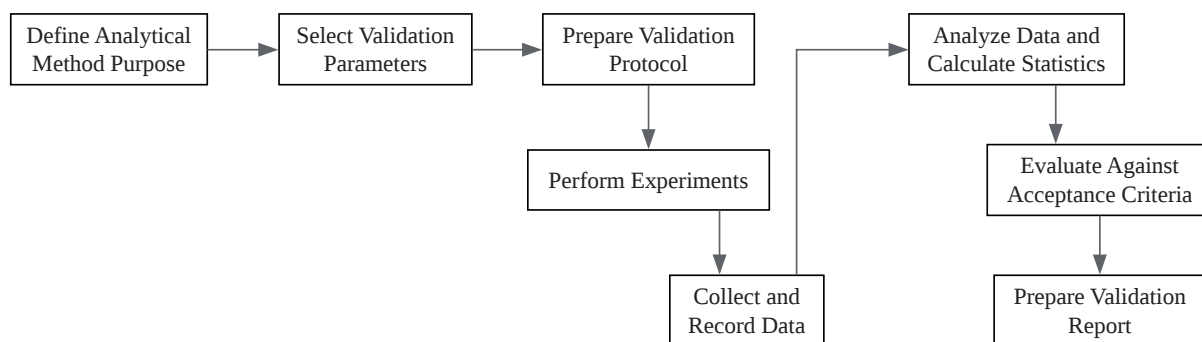 Define Analytical
Method Purpose
Select Validation
Parameters
Prepare Validation
Protocol
Perform Experiments
Collect and
Record Data
Analyze Data and
Calculate Statistics
Evaluate Against
Acceptance Criteria
Prepare Validation
Report